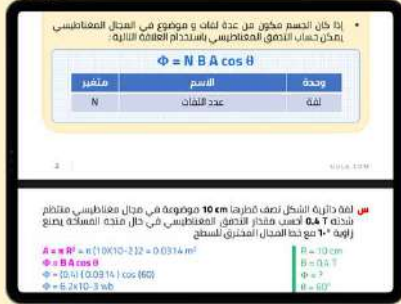 إذا كان الجسم مكون من عدة لفات و موضوع في المجال المغناطيسي
يمكن حساب التدفق المغناطيسي باستخدام العلاقة التالية :
Φ = N B A cos θ
متغير الاسم وحدة
N عدد اللفات لفة
2
س لفة دائرية الشكل نصف قطرها 10 cm موضوعة في مجال مغناطيسي منتظم
شدته 0.4 T أحسب مقدار التدفق المغناطيسي في حال متجه المساحة يصنع
زاوية ٦٠° مع خط المجال المخترق للسطح
A = π R² = π (10X10-2)2 = 0.0314 m²
Φ = B A cos θ
Φ = (0.4) (0.0314) cos (60)
Φ = 6.2x10-3 wb
R = 10 cm
B = 0.4 T
Φ = ?
θ = 60°